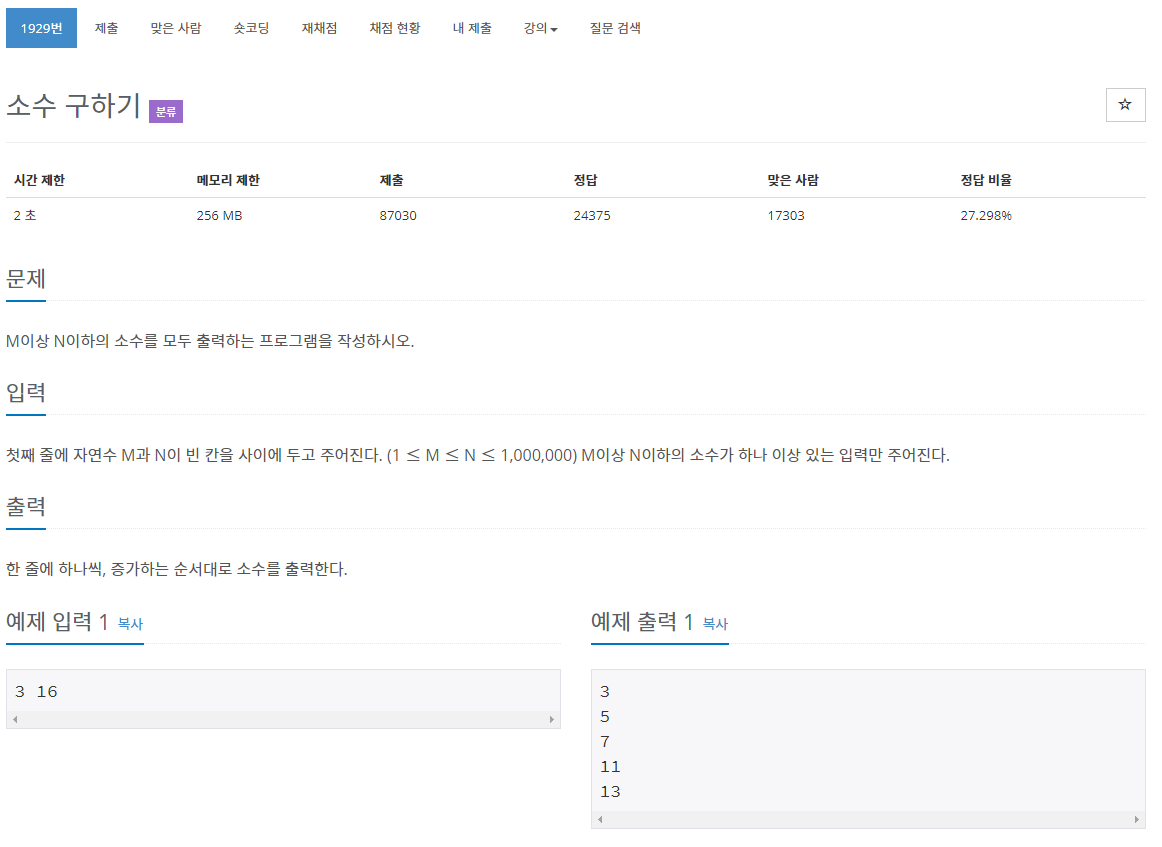 1929번 제출 맞은 사람 숏코딩 재채점 채점 현황 내 제출 강의 질문 검색
소수 구하기 분류
시간 제한 메모리 제한 제출 정답 맞은 사람 정답 비율
2 초 256 MB 87030 24375 17303 27.298%
문제
M이상 N이하의 소수를 모두 출력하는 프로그램을 작성하시오.
입력
첫째 줄에 자연수 M과 N이 빈 칸을 사이에 두고 주어진다. (1 ≤ M ≤ N ≤ 1,000,000) M이상 N이하의 소수가 하나 이상 있는 입력만 주어진다.
출력
한 줄에 하나씩, 증가하는 순서대로 소수를 출력한다.
예제 입력 1 복사
3 16
예제 출력 1 복사
3
5
7
11
13